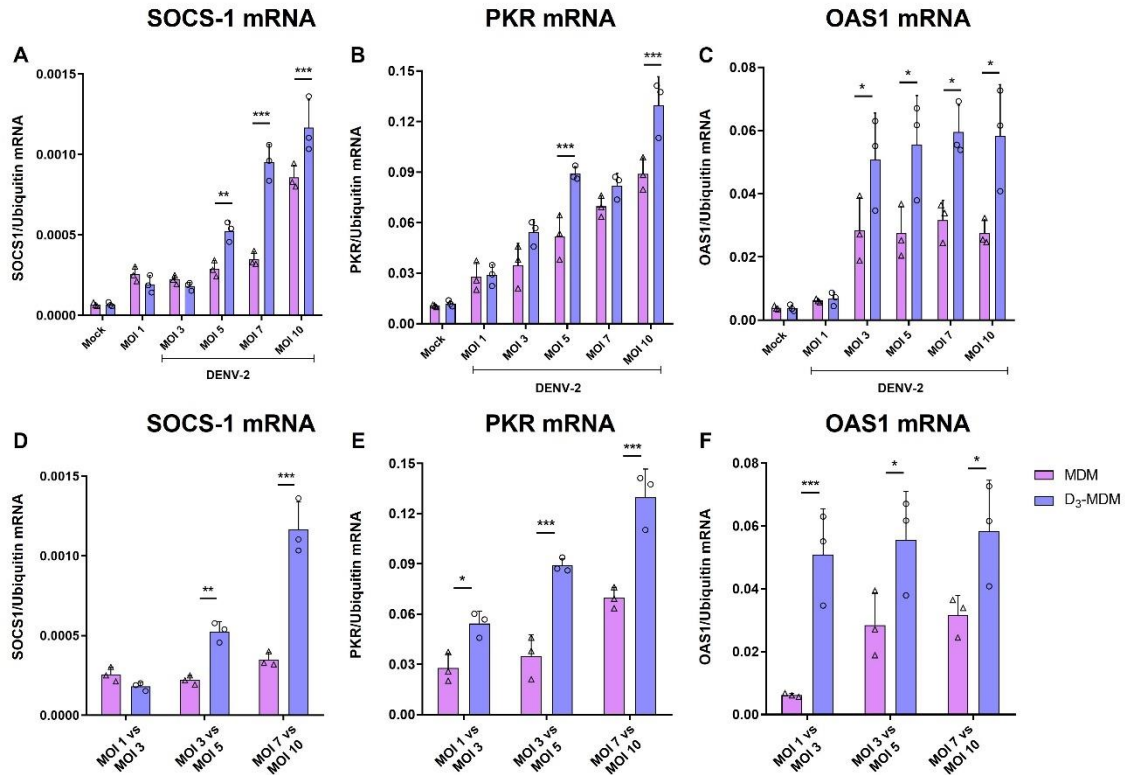 SOCS-1 mRNA
PKR mRNA
OAS1 mRNA
A
SOCS1/Ubiquitin mRNA
0.0015
0.0010
0.0005
0.0000
**
***
***
Mock
MOI 1
MOI 3
MOI 5
MOI 7
MOI 10
DENV-2
B
PKR/Ubiquitin mRNA
0.15
0.12
0.09
0.06
0.03
0.00
***
***
Mock
MOI 1
MOI 3
MOI 5
MOI 7
MOI 10
DENV-2
C
OAS1/Ubiquitin mRNA
0.08
0.06
0.04
0.02
0.00
*
*
*
*
Mock
MOI 1
MOI 3
MOI 5
MOI 7
MOI 10
DENV-2
SOCS-1 mRNA
PKR mRNA
OAS1 mRNA
D
SOCS1/Ubiquitin mRNA
0.0015
0.0010
0.0005
0.0000
**
***
MOI 1 vs
MOI 3
MOI 3 vs
MOI 5
MOI 7 vs
MOI 10
E
PKR/Ubiquitin mRNA
0.15
0.12
0.09
0.06
0.03
0.00
*
***
***
MOI 1 vs
MOI 3
MOI 3 vs
MOI 5
MOI 7 vs
MOI 10
F
OAS1/Ubiquitin mRNA
0.08
0.06
0.04
0.02
0.00
***
*
*
MOI 1 vs
MOI 3
MOI 3 vs
MOI 5
MOI 7 vs
MOI 10
MDM
D₃-MDM